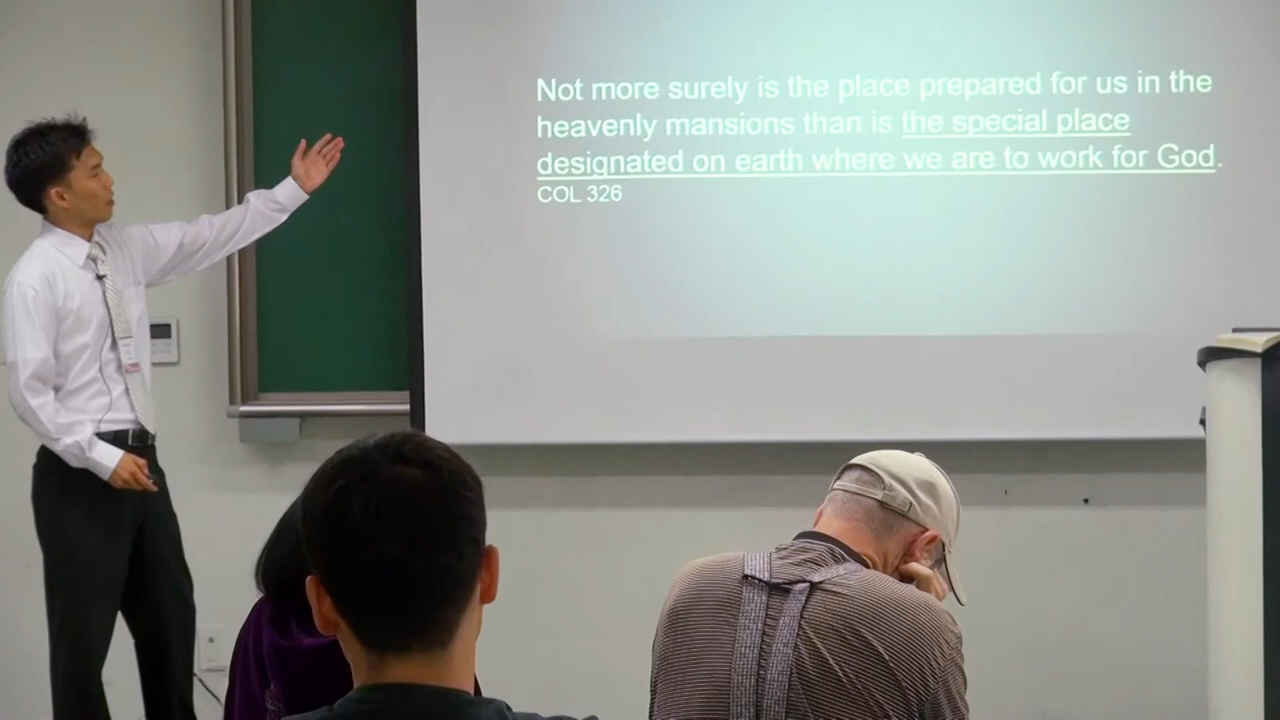 Not more surely is the place prepared for us in the
heavenly mansions than is the special place
designated on earth where we are to work for God.
COL 326